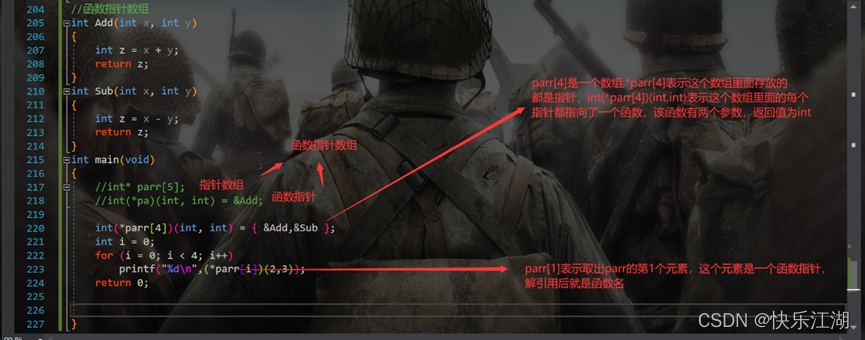 204 //函数指针数组
205 int Add(int x, int y)
206 {
207 int z = x + y;
208 return z;
209 }
210 int Sub(int x, int y)
211 {
212 int z = x - y;
213 return z;
214 }
215 int main(void)
216 {
217 //int* parr[5];
218 //int(*pa)(int, int) = &Add;
219
220 int(*parr[4])(int, int) = { &Add,&Sub };
221 int i = 0;
222 for (i = 0; i < 4; i++)
223 printf("%d\n",(*parr[i])(2,3));
224 return 0;
225
226
227 }
parr[4]是一个数组,*parr[4]表示这个数组里面存放的
都是指针，int(*parr[4])(int,int)表示这个数组里面的每个
指针都指向了一个函数，该函数有两个参数，返回值为int
函数指针数组
指针数组
函数指针
parr[1]表示取出parr的第1个元素，这个元素是一个函数指针，
解引用后就是函数名
CSDN @快乐江湖